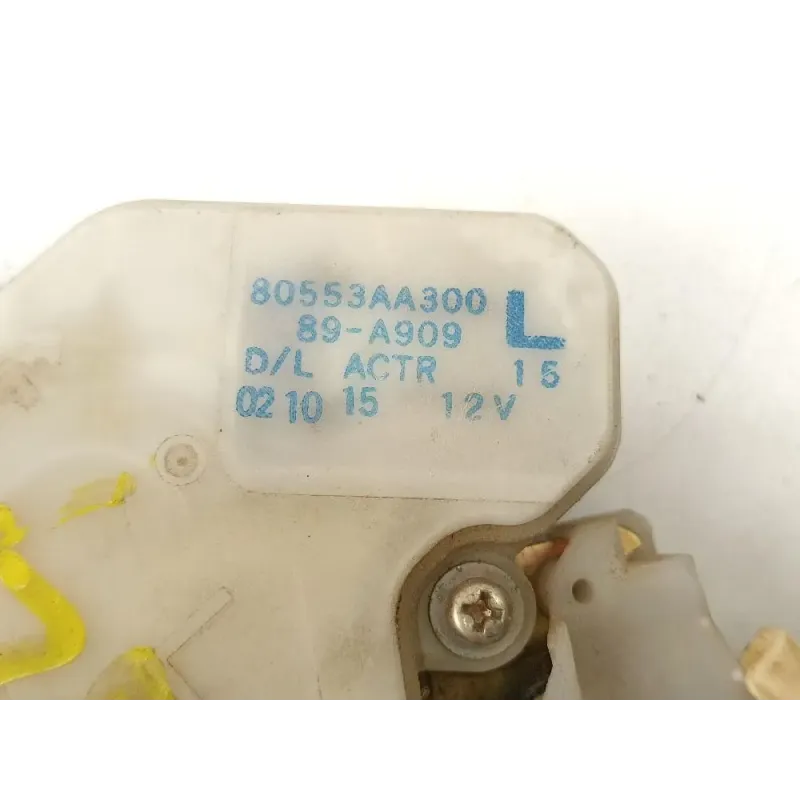 80553AA300
89-A909 L
D/L ACTR 15
02 10 15 12V